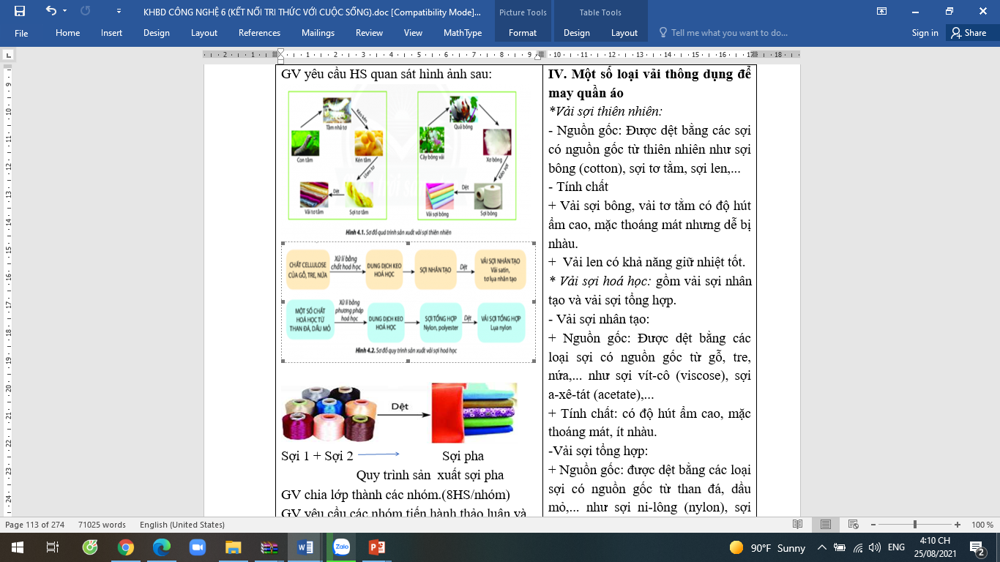 KHBD CÔNG NGHỆ 6 (KẾT NỐI TRI THỨC VỚI CUỘC SỐNG).doc [Compatibility Mode]...
Picture Tools
Table Tools
File
Home
Insert
Design
Layout
References
Mailings
Review
View
MathType
Format
Design
Layout
Tell me what you want to do...
Sign in
Share
GV yêu cầu HS quan sát hình ảnh sau:
Tằm nhả tơ
Kéo kén
Con tằm
Kén tằm
Ươm tơ
Dệt
Vải tơ tằm
Sợi tơ tằm
Quả bông
Cây bông vải
Xơ bông
Kéo sợi
Dệt
Vải sợi bông
Sợi bông
Hình 4.1. Sơ đồ quá trình sản xuất vải sợi thiên nhiên
CHẤT CELLULOSE
CỦA GỖ, TRE, NỨA
Xử lí bằng
chất hoá học
DUNG DỊCH KEO
HOÁ HỌC
SỢI NHÂN TẠO
Dệt
VẢI SỢI NHÂN TẠO
Vải satin,
tơ lụa nhân tạo
MỘT SỐ CHẤT
HOÁ HỌC TỪ
THAN ĐÁ, DẦU MỎ
Xử lí bằng
phương pháp
hoá học
DUNG DỊCH KEO
HOÁ HỌC
SỢI TỔNG HỢP
Nylon, polyester
Dệt
VẢI SỢI TỔNG HỢP
Lụa nylon
Hình 4.2. Sơ đồ quy trình sản xuất vải sợi hoá học
Dệt
Sợi 1 + Sợi 2
Sợi pha
Quy trình sản xuất sợi pha
GV chia lớp thành các nhóm.(8HS/nhóm)
GV yêu cầu các nhóm tiến hành thảo luận và
IV. Một số loại vải thông dụng để
may quần áo
*Vải sợi thiên nhiên:
- Nguồn gốc: Được dệt bằng các sợi
có nguồn gốc từ thiên nhiên như sợi
bông (cotton), sợi tơ tằm, sợi len,...
- Tính chất
+ Vải sợi bông, vải tơ tằm có độ hút
ẩm cao, mặc thoáng mát nhưng dễ bị
nhàu.
+ Vải len có khả năng giữ nhiệt tốt.
* Vải sợi hoá học: gồm vải sợi nhân
tạo và vải sợi tổng hợp.
- Vải sợi nhân tạo:
+ Nguồn gốc: Được dệt bằng các
loại sợi có nguồn gốc từ gỗ, tre,
nứa,... như sợi vít-cô (viscose), sợi
a-xê-tát (acetate),...
+ Tính chất: có độ hút ẩm cao, mặc
thoáng mát, ít nhàu.
-Vải sợi tổng hợp:
+ Nguồn gốc: được dệt bằng các loại
sợi có nguồn gốc từ than đá, dầu
mỏ,... như sợi ni-lông (nylon), sợi
Page 113 of 274
71025 words
English (United States)
100 %
90°F Sunny
ENG
4:10 CH
25/08/2021